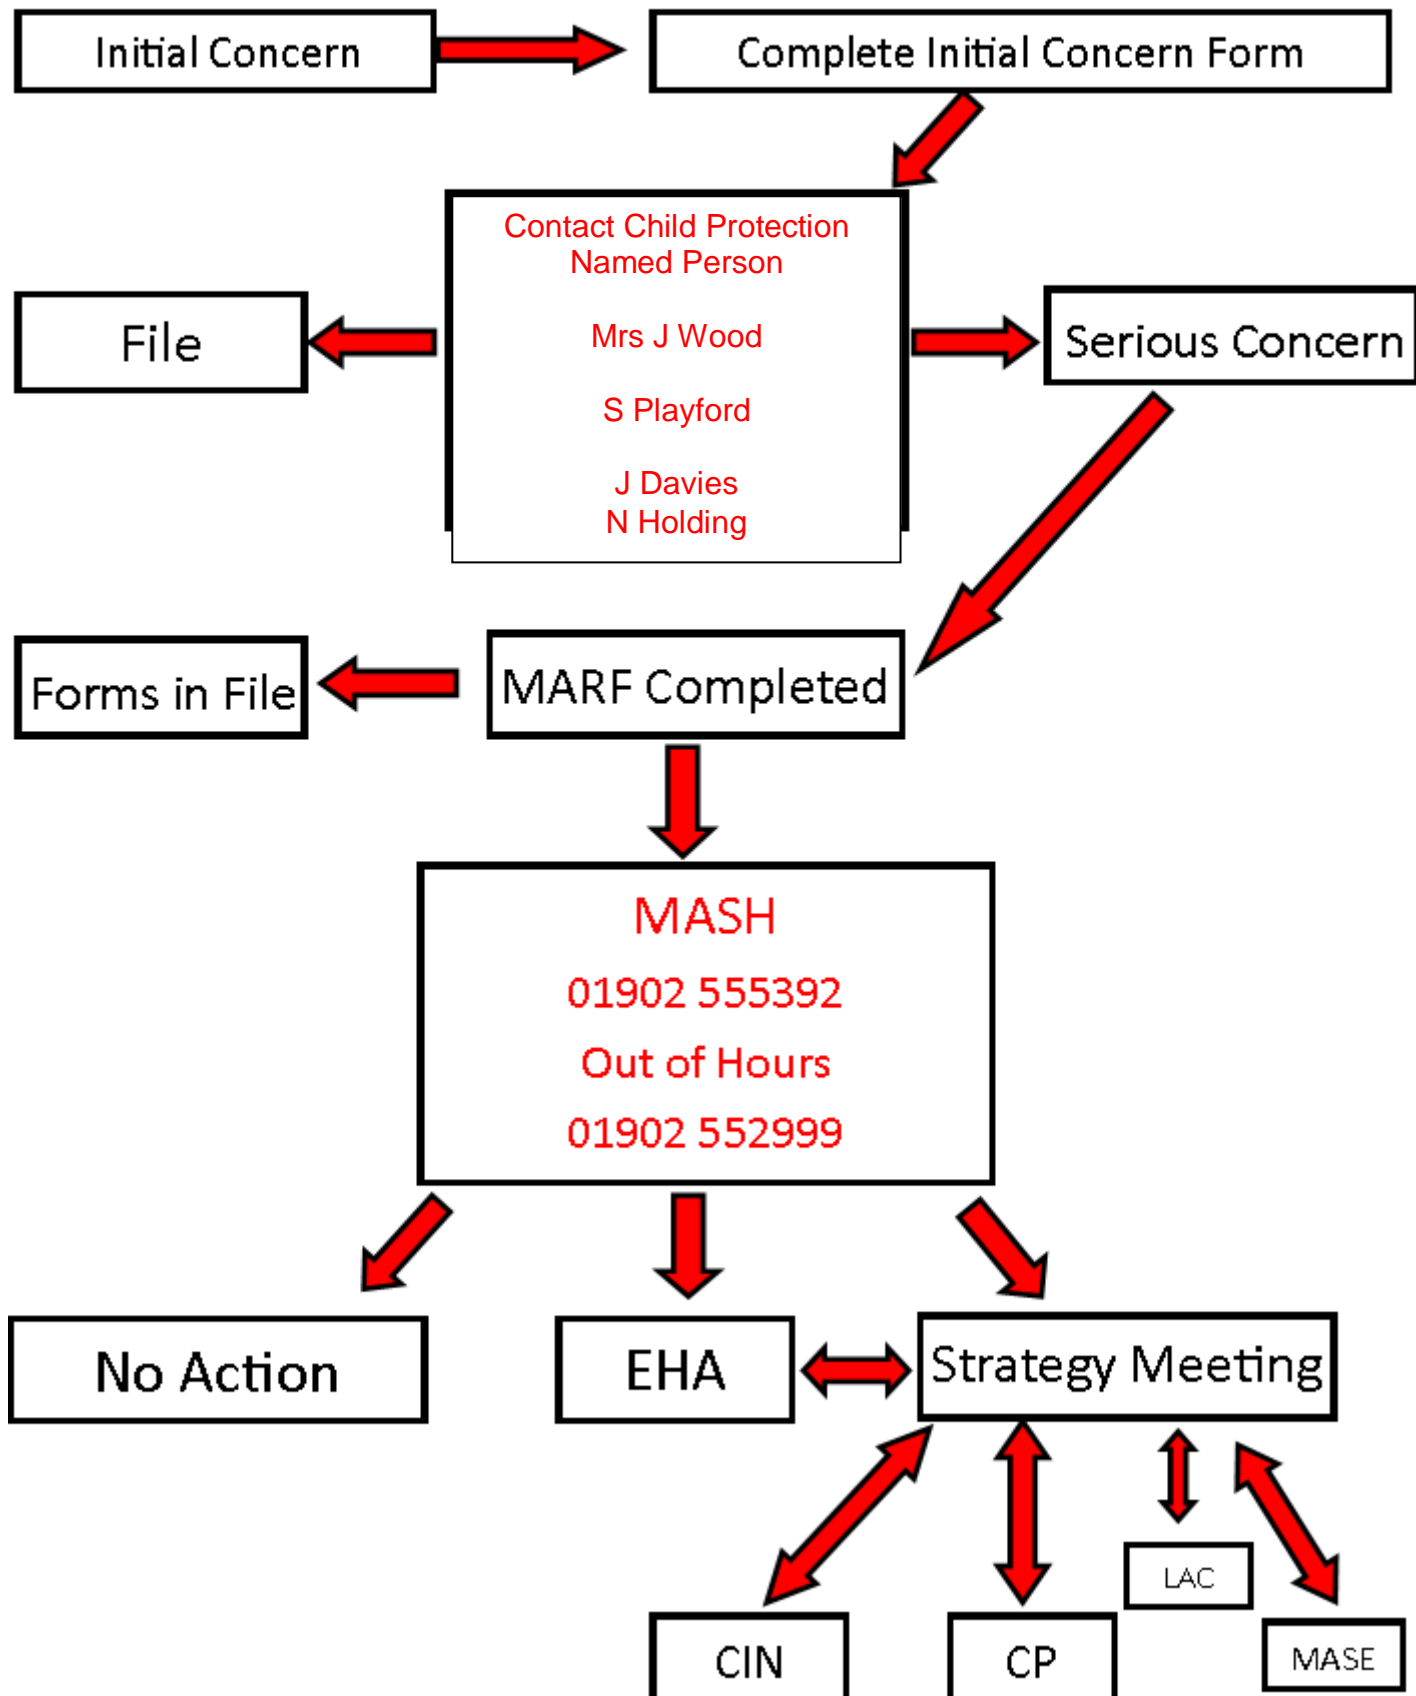 Initial Concern
Complete Initial Concern Form
Contact Child Protection
Named Person
Mrs J Wood
S Playford
J Davies
N Holding
File
Serious Concern
Forms in File
MARF Completed
MASH
01902 555392
Out of Hours
01902 552999
No Action
EHA
Strategy Meeting
LAC
CIN
CP
MASE